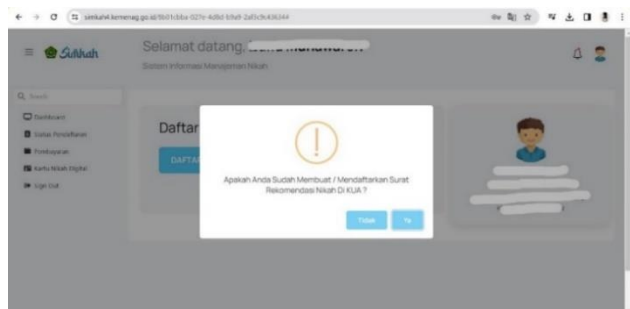 simkah4.kemenag.go.id/
Simkah
Selamat datang,
Sistem Informasi Manajemen Nikah
Search
Dashboard
Status Pendaftaran
Pembayaran
Kartu Nikah Digital
Sign Out
Daftar
DAFTA
Apakah Anda Sudah Membuat / Mendaftarkan Surat
Rekomendasi Nikah Di KUA ?
Tidak
Ya